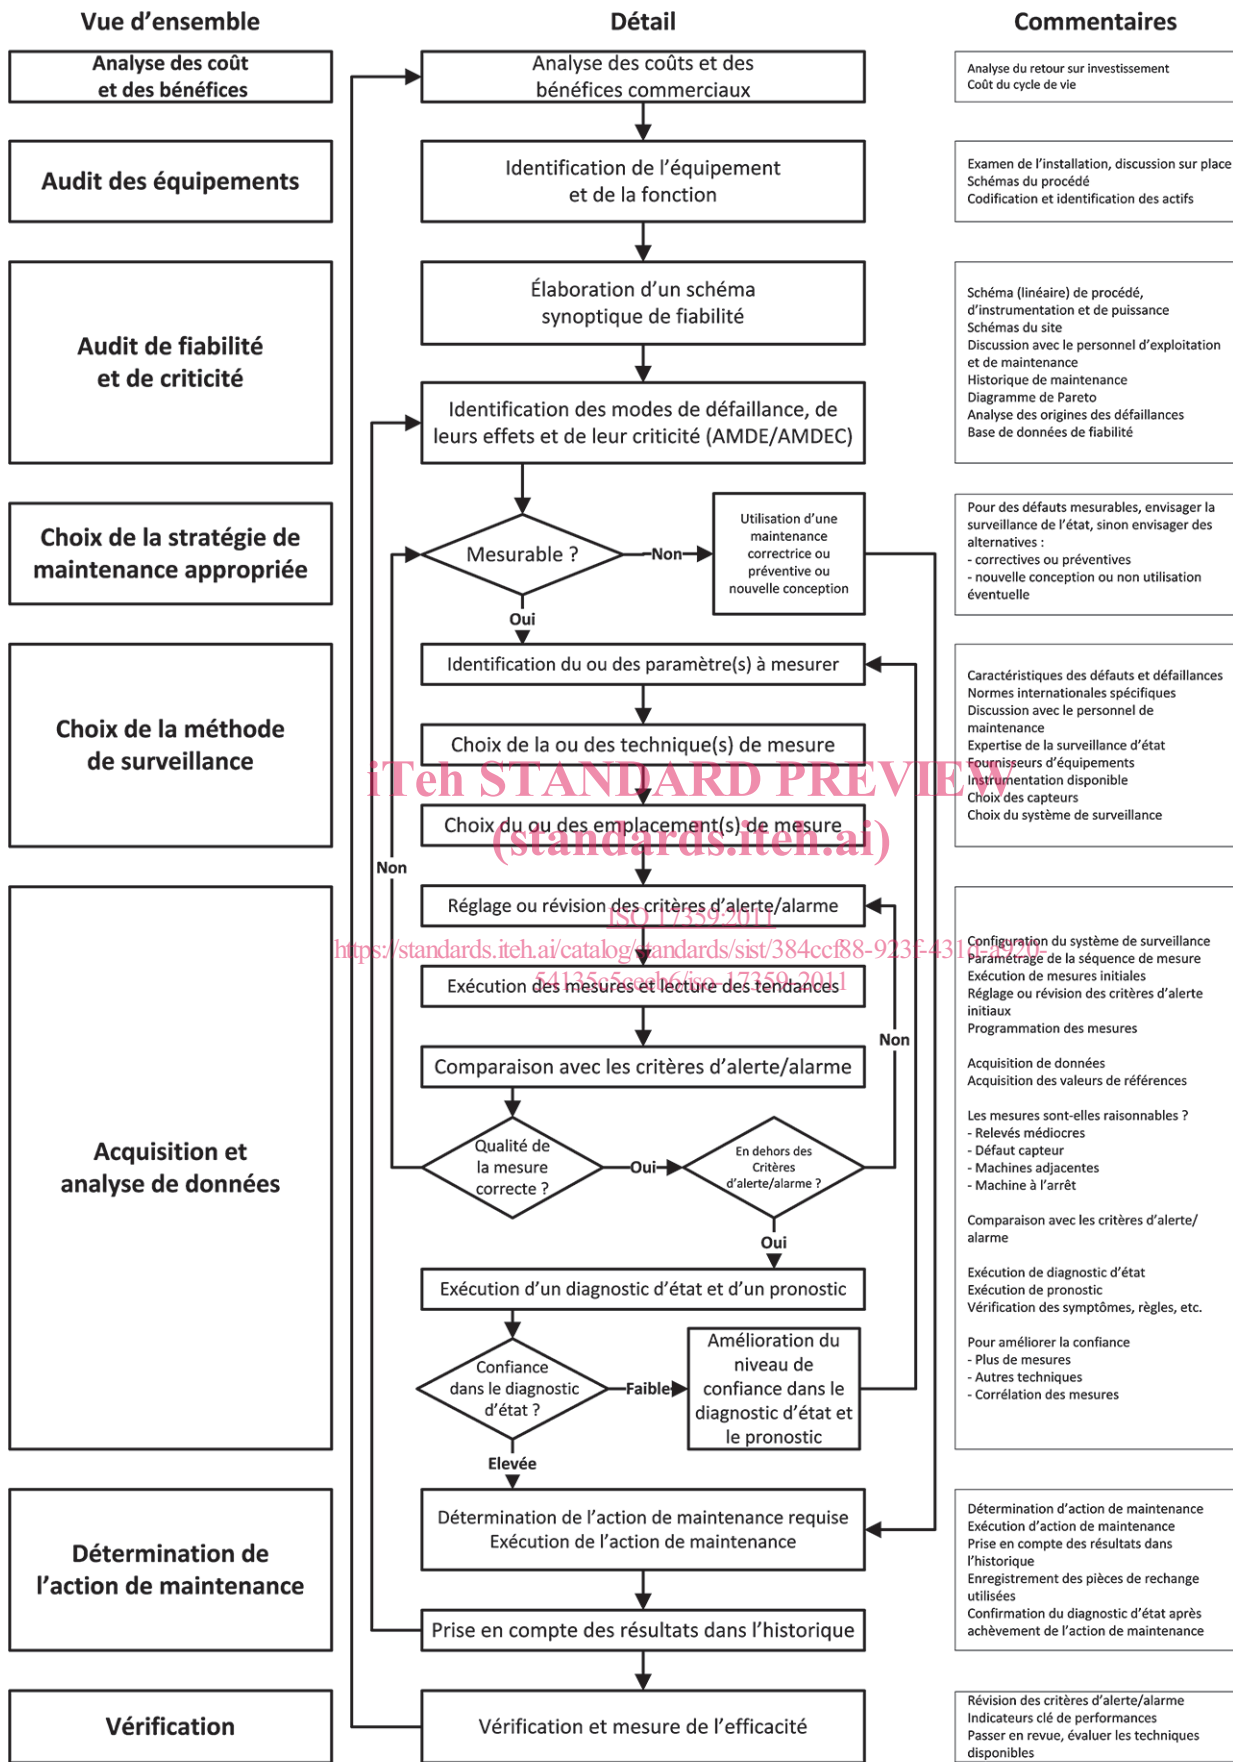 Vue d’ensemble
Détail
Commentaires
Analyse des coût
et des bénéfices
Analyse des coûts et des
bénéfices commerciaux
Analyse du retour sur investissement
Coût du cycle de vie
Audit des équipements
Identification de l’équipement
et de la fonction
Examen de l’installation, discussion sur place
Schémas du procédé
Codification et identification des actifs
Audit de fiabilité
et de criticité
Élaboration d’un schéma
synoptique de fiabilité
Identification des modes de défaillance, de
leurs effets et de leur criticité (AMDE/AMDEC)
Schéma (linéaire) de procédé,
d’instrumentation et de puissance
Schémas du site
Discussion avec le personnel d’exploitation
et de maintenance
Historique de maintenance
Diagramme de Pareto
Analyse des origines des défaillances
Base de données de fiabilité
Choix de la stratégie de
maintenance appropriée
Mesurable ?
Non
Utilisation d’une
maintenance
correctrice ou
préventive ou
nouvelle conception
Oui
Pour des défauts mesurables, envisager la
surveillance de l’état, sinon envisager des
alternatives :
- correctives ou préventives
- nouvelle conception ou non utilisation
éventuelle
Choix de la méthode
de surveillance
Identification du ou des paramètre(s) à mesurer
Choix de la ou des technique(s) de mesure
Choix du ou des emplacement(s) de mesure
Caractéristiques des défauts et défaillances
Normes internationales spécifiques
Discussion avec le personnel de
maintenance
Expertise de la surveillance d’état
Fournisseurs d’équipements
Instrumentation disponible
Choix des capteurs
Choix du système de surveillance
iTeh STANDARD PREVIEW
(standards.iteh.ai)
ISO 17359:2011
https://standards.iteh.ai/catalog/standards/sist/384ccf88-923f-431d-a920-
54135c5ceeb6/iso-17359-2011
Non
Acquisition et
analyse de données
Réglage ou révision des critères d’alerte/alarme
Exécution des mesures et lecture des tendances
Non
Comparaison avec les critères d’alerte/alarme
Qualité de
la mesure
correcte ?
Oui
En dehors des
Critères
d’alerte/alarme ?
Oui
Exécution d’un diagnostic d’état et d’un pronostic
Confiance
dans le diagnostic
d’état ?
Faible
Amélioration du
niveau de
confiance dans le
diagnostic d’état et
le pronostic
Elevée
Configuration du système de surveillance
Paramétrage de la séquence de mesure
Exécution de mesures initiales
Réglage ou révision des critères d’alerte
initiaux
Programmation des mesures
Acquisition de données
Acquisition des valeurs de références
Les mesures sont-elles raisonnables ?
- Relevés médiocres
- Défaut capteur
- Machines adjacentes
- Machine à l’arrêt
Comparaison avec les critères d’alerte/
alarme
Exécution de diagnostic d’état
Exécution de pronostic
Vérification des symptômes, règles, etc.
Pour améliorer la confiance
- Plus de mesures
- Autres techniques
- Corrélation des mesures
Détermination de
l’action de maintenance
Détermination de l’action de maintenance requise
Exécution de l’action de maintenance
Prise en compte des résultats dans l’historique
Détermination d’action de maintenance
Exécution d’action de maintenance
Prise en compte des résultats dans
l’historique
Enregistrement des pièces de rechange
utilisées
Confirmation du diagnostic d’état après
achèvement de l’action de maintenance
Vérification
Vérification et mesure de l’efficacité
Révision des critères d’alerte/alarme
Indicateurs clé de performances
Passer en revue, évaluer les techniques
disponibles